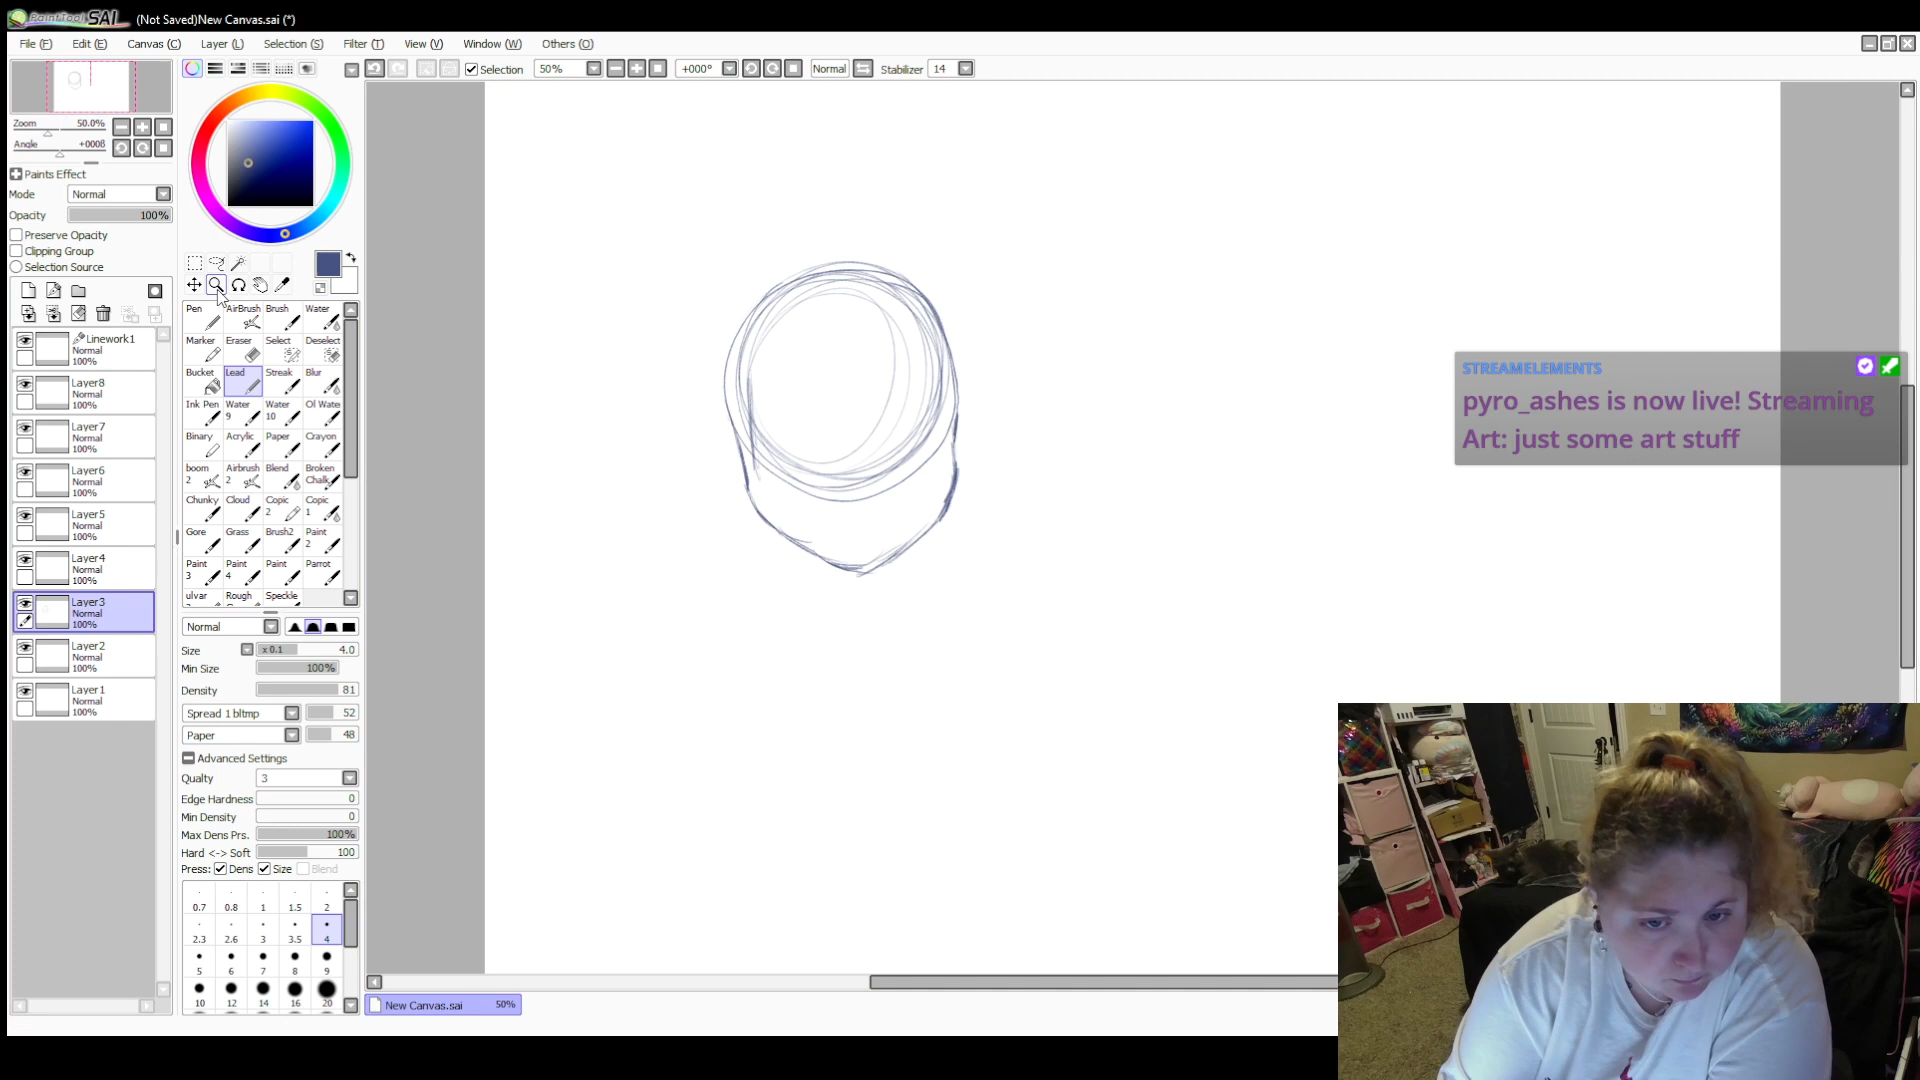 PaintTool SAI (Not Saved)New Canvas.sai (*)
File (F) Edit (E) Canvas (C) Layer (L) Selection (S) Filter (T) View (V) Window (W) Others (O)
Selection 50% +000° Normal Stabilizer 14
Zoom 50.0%
Angle +000ß
Paints Effect
Mode Normal
Opacity 100%
Preserve Opacity
Clipping Group
Selection Source
Linework1
Normal
100%
Layer8
Normal
100%
Layer7
Normal
100%
Layer6
Normal
100%
Layer5
Normal
100%
Layer4
Normal
100%
Layer3
Normal
100%
Layer2
Normal
100%
Layer1
Normal
100%
Pen AirBrush Brush Water
Marker Eraser Select Deselect
Bucket Lead Streak Blur
Ink Pen Water 9 Water 10 Ol Water
Binary Acrylic Paper Crayon
boom 2 Airbrush 2 Blend Broken Chalk
Chunky Cloud Copic 2 Copic 1
Gore Grass Brush2 Paint 2
Paint 3 Paint 4 Paint Parrot
ulvar Rough Speckle
Normal
Size x 0.1 4.0
Min Size 100%
Density 81
Spread 1 bltmp 52
Paper 48
Advanced Settings
Qualty 3
Edge Hardness 0
Min Density 0
Max Dens Prs. 100%
Hard <-> Soft 100
Press: Dens Size Blend
0.7 0.8 1 1.5 2
2.3 2.6 3 3.5 4
5 6 7 8 9
10 12 14 16 20
New Canvas.sai 50%
STREAMELEMENTS
pyro_ashes is now live! Streaming
Art: just some art stuff